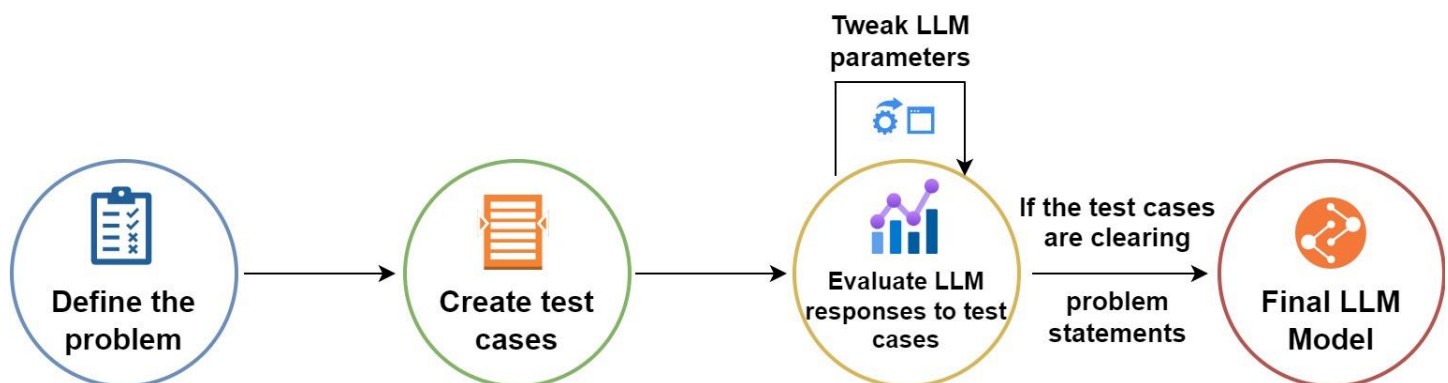 Tweak LLM
parameters
Define the
problem
Create test
cases
Evaluate LLM
responses to test
cases
If the test cases
are clearing
problem
statements
Final LLM
Model